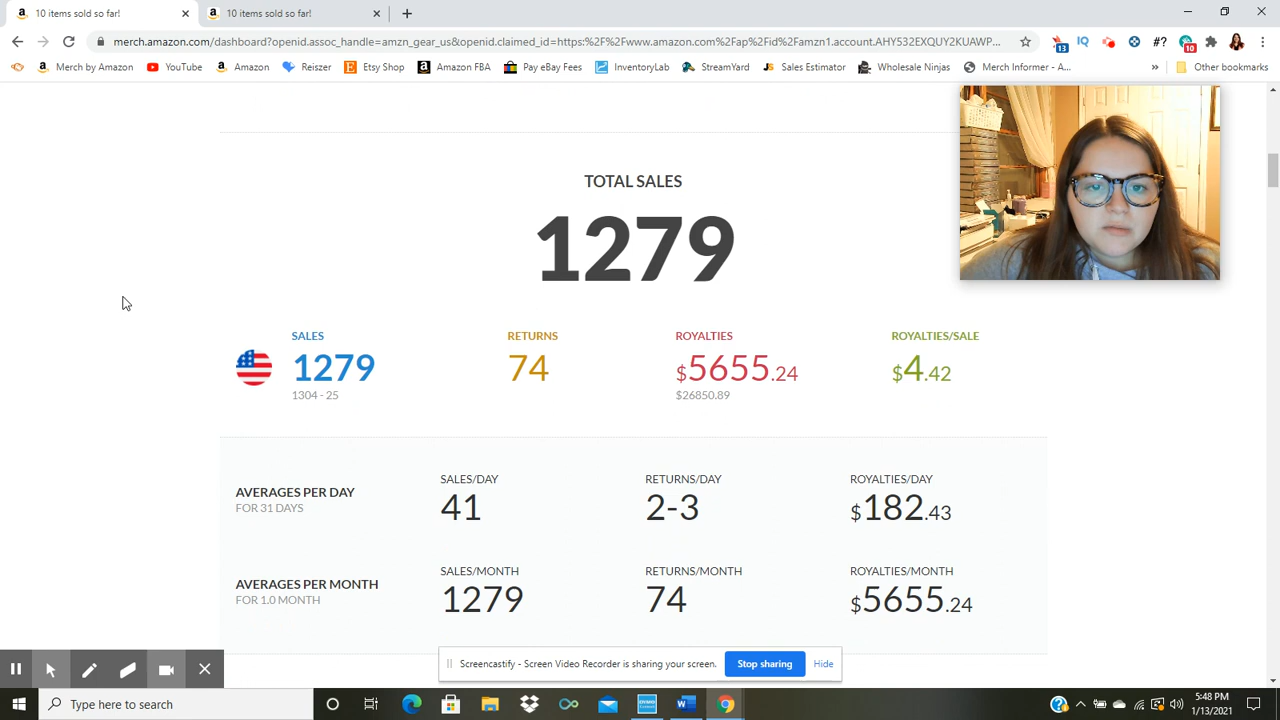 10 items sold so far!
10 items sold so far!
merch.amazon.com/dashboard?openid.assoc_handle=amzn_gear_us&openid.claimed_id=https:%2F%2Fwww.amazon.com%2Fap%2Fid%2Famzn1.account.AHY532EXQUY2KUAWP...
13
IQ
#?
10
Merch by Amazon
YouTube
Amazon
Reiszer
Etsy Shop
Amazon FBA
Pay eBay Fees
InventoryLab
StreamYard
Sales Estimator
Wholesale Ninjas
Merch Informer - A...
»
Other bookmarks
TOTAL SALES
1279
SALES
RETURNS
ROYALTIES
ROYALTIES/SALE
1279
74
$5655.24
$4.42
1304 - 25
$26850.89
AVERAGES PER DAY
FOR 31 DAYS
SALES/DAY
41
RETURNS/DAY
2-3
ROYALTIES/DAY
$182.43
AVERAGES PER MONTH
FOR 1.0 MONTH
SALES/MONTH
1279
RETURNS/MONTH
74
ROYALTIES/MONTH
$5655.24
Screencastify - Screen Video Recorder is sharing your screen.
Stop sharing
Hide
Type here to search
5:48 PM
1/13/2021